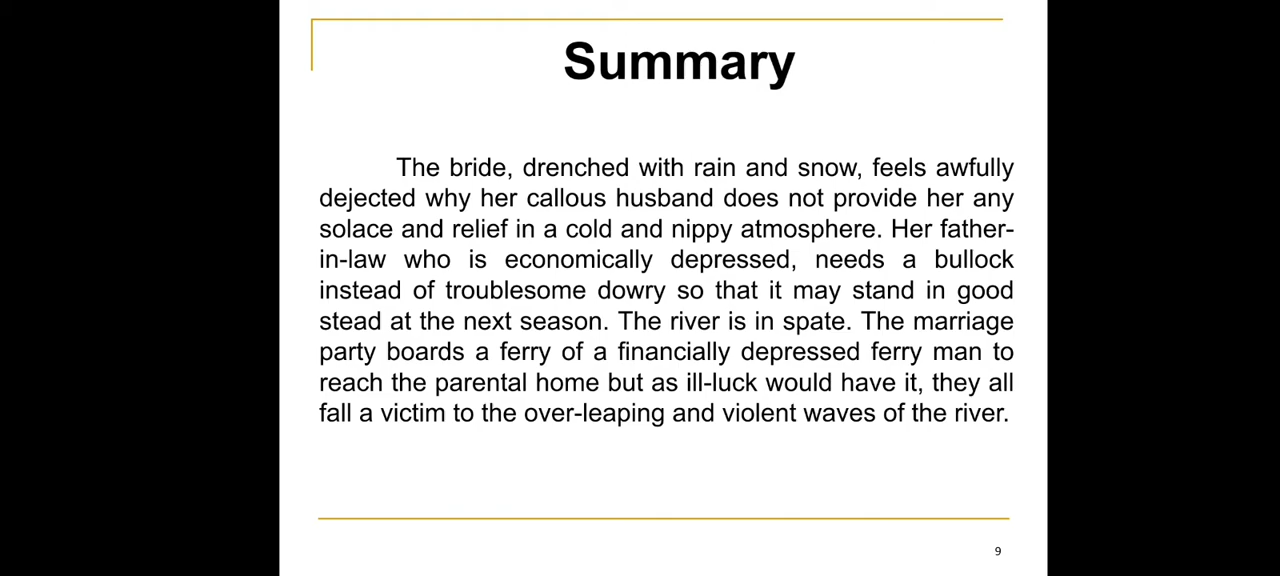 Summary
The bride, drenched with rain and snow, feels awfully
dejected why her callous husband does not provide her any
solace and relief in a cold and nippy atmosphere. Her father-
in-law who is economically depressed, needs a bullock
instead of troublesome dowry so that it may stand in good
stead at the next season. The river is in spate. The marriage
party boards a ferry of a financially depressed ferry man to
reach the parental home but as ill-luck would have it, they all
fall a victim to the over-leaping and violent waves of the river.
9